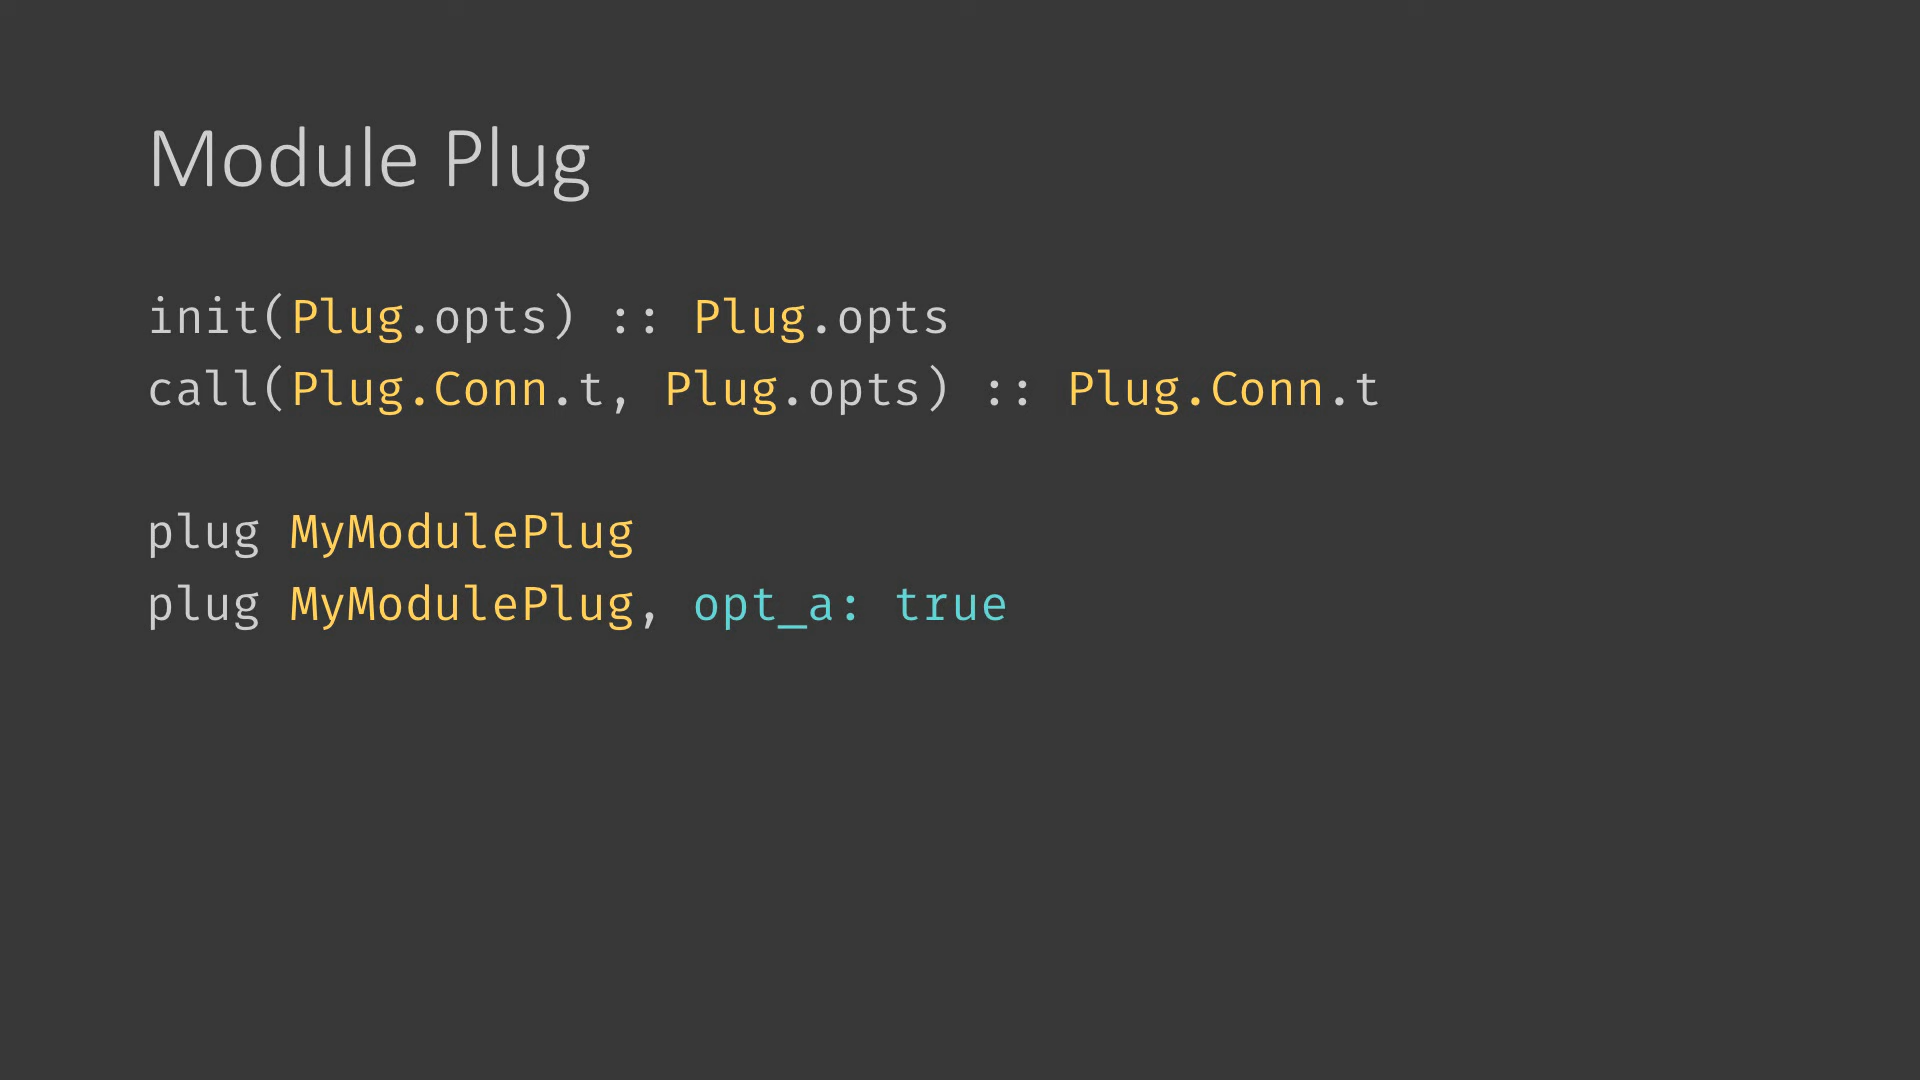 Module Plug
init(Plug.opts) :: Plug.opts
call(Plug.Conn.t, Plug.opts) :: Plug.Conn.t
plug MyModulePlug
plug MyModulePlug, opt_a: true